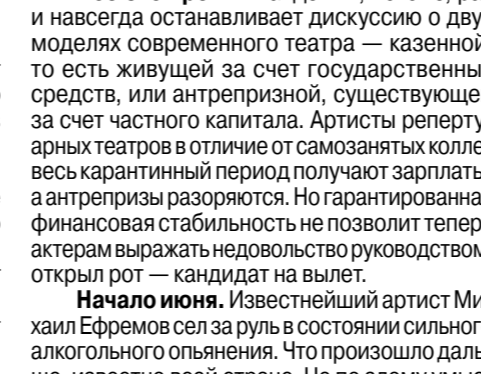 и навсегда останавливает дискуссию о дву
моделях современного театра — казенной
то есть живущей за счет государственны
средств, или антрепризной, существующе
за счет частного капитала. Артисты реперту
арных театров в отличие от самозанятых колле
весь карантинный период получают зарплать
а антрепризы разоряются. Но гарантированна
финансовая стабильность не позволит тепер
актерам выражать недовольство руководством
открыл рот — кандидат на вылет.
Начало июня. Известнейший артист Ми
хаил Ефремов сел за руль в состоянии сильног
алкогольного опьянения. Что произошло даль